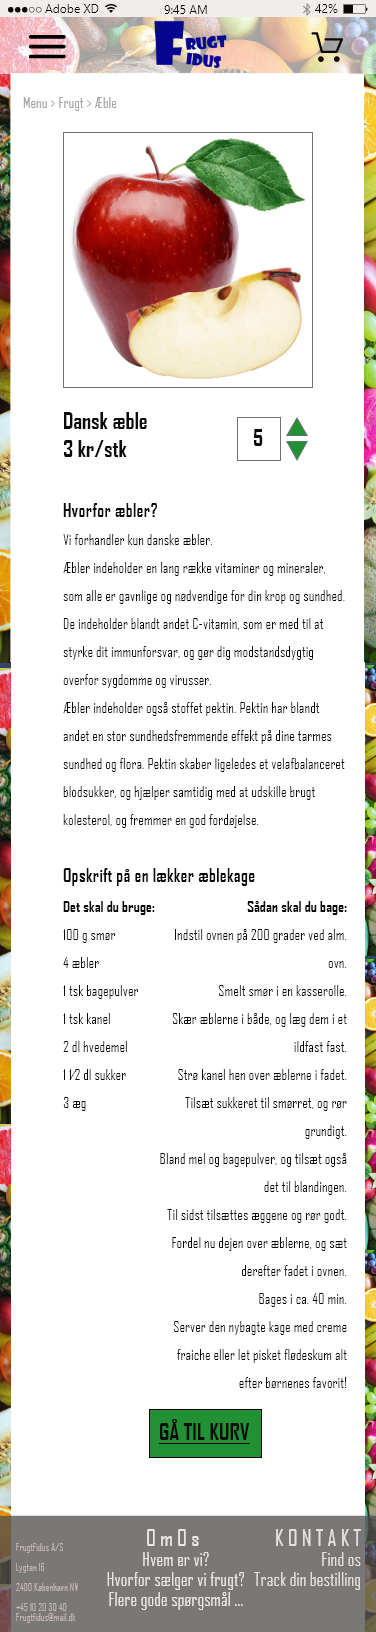 Adobe XD 9:45 AM 42%
FRUGT
FIDUS
Menu > Frugt > Æble
Dansk æble
3 kr/stk
5
Hvorfor æbler?
Vi forhandler kun danske æbler.
Æbler indeholder en lang række vitaminer og mineraler,
som alle er gavnlige og nødvendige for din krop og sundhed.
De indeholder blandt andet C-vitamin, som er med til at
styrke dit immunforsvar, og gør dig modstandsdygtig
overfor sygdomme og virusser.
Æbler indeholder også stoffet pektin. Pektin har blandt
andet en stor sundhedsfremmende effekt på dine tarmes
sundhed og flora. Pektin skaber ligeledes et velafbalanceret
blodsukker, og hjælper samtidig med at udskille brugt
kolesterol, og fremmer en god fordøjelse.
Opskrift på en lækker æblekage
Det skal du bruge:
100 g smør
4 æbler
1 tsk bagepulver
1 tsk kanel
2 dl hvedemel
1 1/2 dl sukker
3 æg
Sådan skal du bage:
Indstil ovnen på 200 grader ved alm.
ovn.
Smelt smør i en kasserolle.
Skær æblerne i både, og læg dem i et
ildfast fast.
Strø kanel hen over æblerne i fadet.
Tilsæt sukkeret til smørret, og rør
grundigt.
Bland mel og bagepulver, og tilsæt også
det til blandingen.
Til sidst tilsættes æggene og rør godt.
Fordel nu dejen over æblerne, og sæt
derefter fadet i ovnen.
Bages i ca. 40 min.
Server den nybagte kage med creme
fraiche eller let pisket flødeskum alt
efter børnenes favorit!
GÅ TIL KURV
FrugtFidus A/S
Lygten 16
2400 København NV
+45 10 20 30 40
Frugtfidus@mail.dk
OmOs
Hvem er vi?
Hvorfor sælger vi frugt?
Flere gode spørgsmål ...
KONTAKT
Find os
Track din bestilling